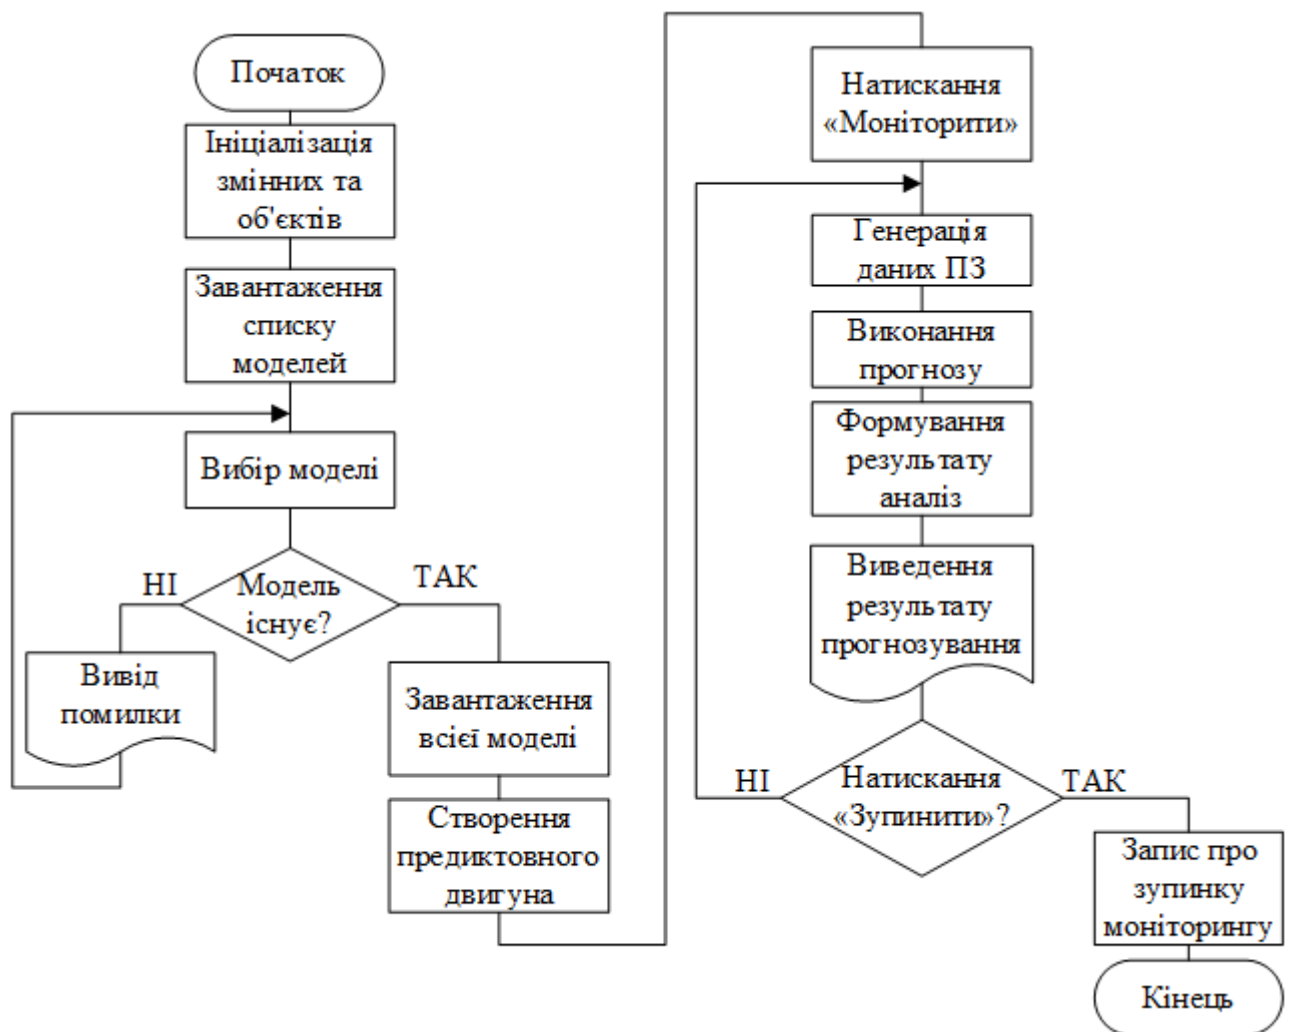 Початок
Ініціалізація
змінних та
об'єктів
Завантаження
списку
моделей
Вибір моделі
Модель
існує?
НІ
ТАК
Вивід
помилки
Завантаження
всієї моделі
Створення
предиктовного
двигуна
Натискання
«Моніторити»
Генерація
даних ПЗ
Виконання
прогнозу
Формування
результату
аналіз
Виведення
результату
прогнозування
Натискання
«Зупинити»?
НІ
ТАК
Запис про
зупинку
моніторингу
Кінець